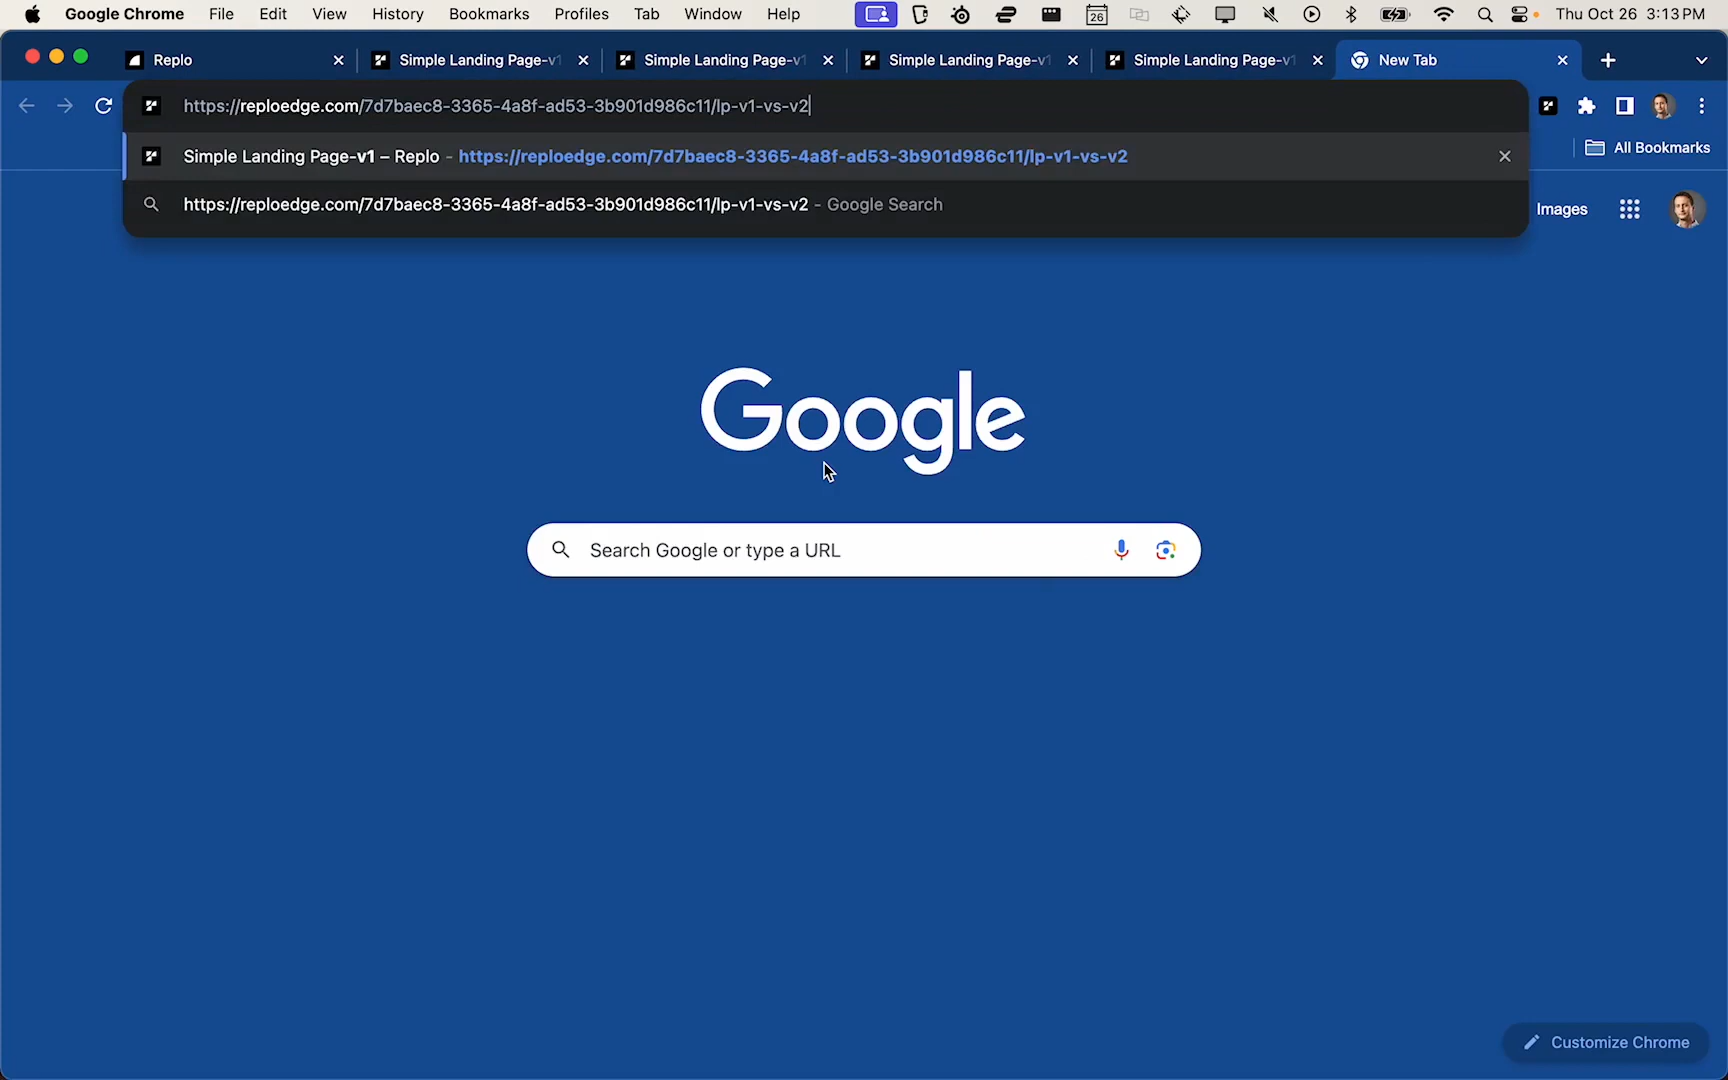 Google Chrome File Edit View History Bookmarks Profiles Tab Window Help 26 Thu Oct 26 3:13 PM
Replo Simple Landing Page-v1 Simple Landing Page-v1 Simple Landing Page-v1 Simple Landing Page-v1 New Tab
https://reploedge.com/7d7baec8-3365-4a8f-ad53-3b901d986c11/lp-v1-vs-v2
Simple Landing Page-v1 – Replo - https://reploedge.com/7d7baec8-3365-4a8f-ad53-3b901d986c11/lp-v1-vs-v2
All Bookmarks
https://reploedge.com/7d7baec8-3365-4a8f-ad53-3b901d986c11/lp-v1-vs-v2 - Google Search
Images
Google
Search Google or type a URL
Customize Chrome